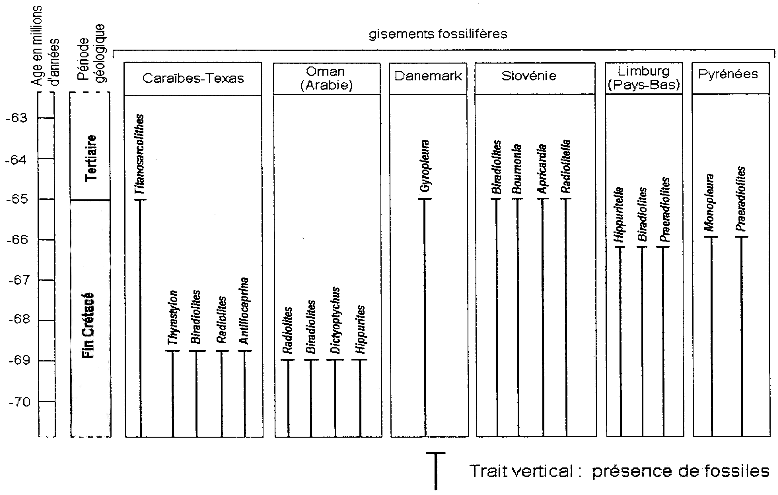 gisements fossilifères
Age en millions
d'années
Période
géologique
Caraïbes-Texas
Oman
(Arabie)
Danemark
Slovénie
Limburg
(Pays-Bas)
Pyrénées
-63
-64
-65
-66
-67
-68
-69
-70
Tertiaire
Fin Crétacé
Titanosarcolithes
Thyrastylon
Biradiolites
Radiolites
Antillocaprina
Radiolites
Biradiolites
Dictyoptychus
Hippurites
Gyropleura
Biradiolites
Bournonia
Apricardia
Radiolitella
Hippuritella
Biradiolites
Praeradiolites
Monopleura
Praeradiolites
Trait vertical : présence de fossiles